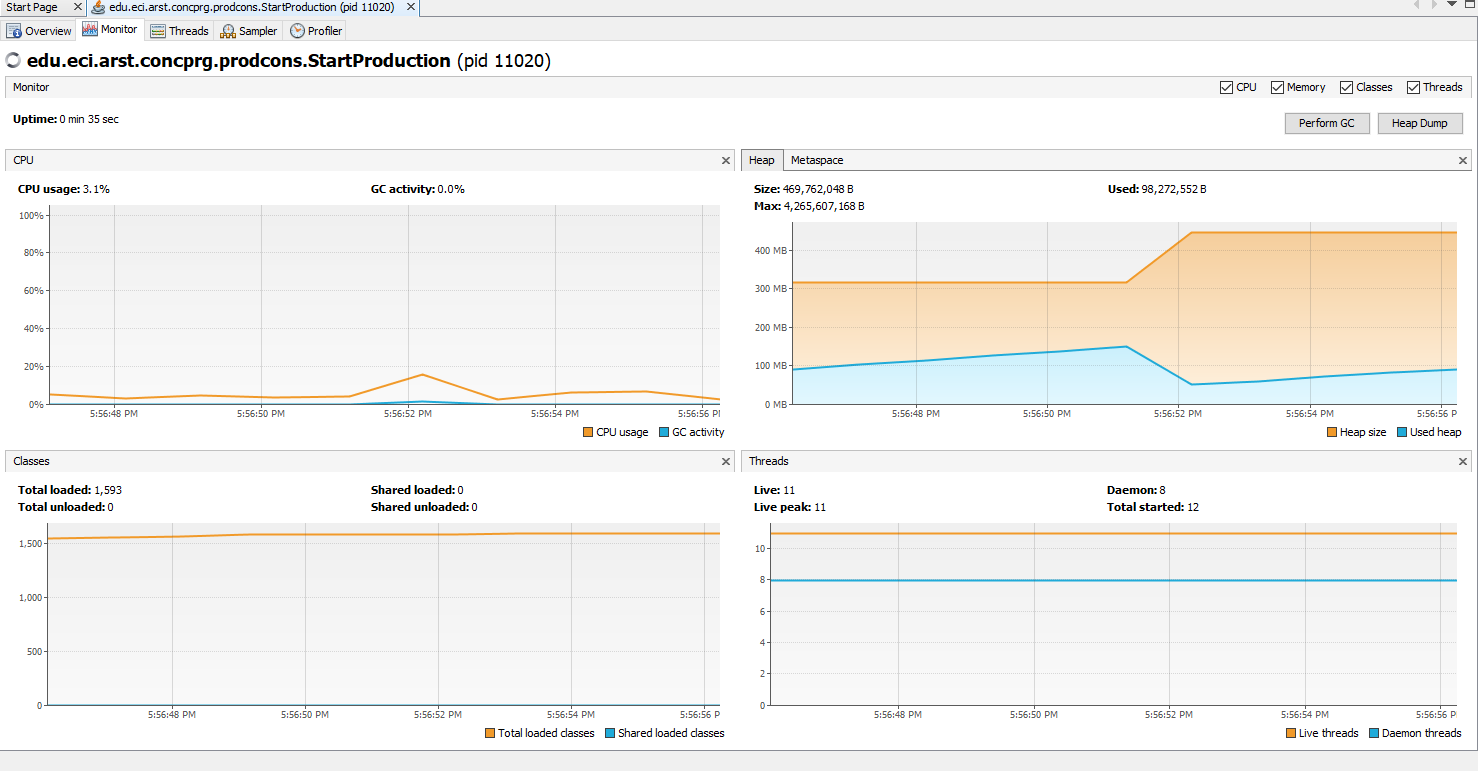 Start Page
edu.eci.arst.concprg.prodcons.StartProduction (pid 11020)
Overview Monitor Threads Sampler Profiler
edu.eci.arst.concprg.prodcons.StartProduction (pid 11020)
Monitor
CPU Memory Classes Threads
Uptime: 0 min 35 sec
Perform GC Heap Dump
CPU
CPU usage: 3.1% GC activity: 0.0%
100%
80%
60%
40%
20%
0%
5:56:48 PM 5:56:50 PM 5:56:52 PM 5:56:54 PM 5:56:56 P
CPU usage GC activity
Heap Metaspace
Size: 469,762,048 B Used: 98,272,552 B
Max: 4,265,607,168 B
400 MB
300 MB
200 MB
100 MB
0 MB
5:56:48 PM 5:56:50 PM 5:56:52 PM 5:56:54 PM 5:56:56 P
Heap size Used heap
Classes
Total loaded: 1,593 Shared loaded: 0
Total unloaded: 0 Shared unloaded: 0
1,500
1,000
500
0
5:56:48 PM 5:56:50 PM 5:56:52 PM 5:56:54 PM 5:56:56 P
Total loaded classes Shared loaded classes
Threads
Live: 11 Daemon: 8
Live peak: 11 Total started: 12
10
8
6
4
2
0
5:56:48 PM 5:56:50 PM 5:56:52 PM 5:56:54 PM 5:56:56 P
Live threads Daemon threads